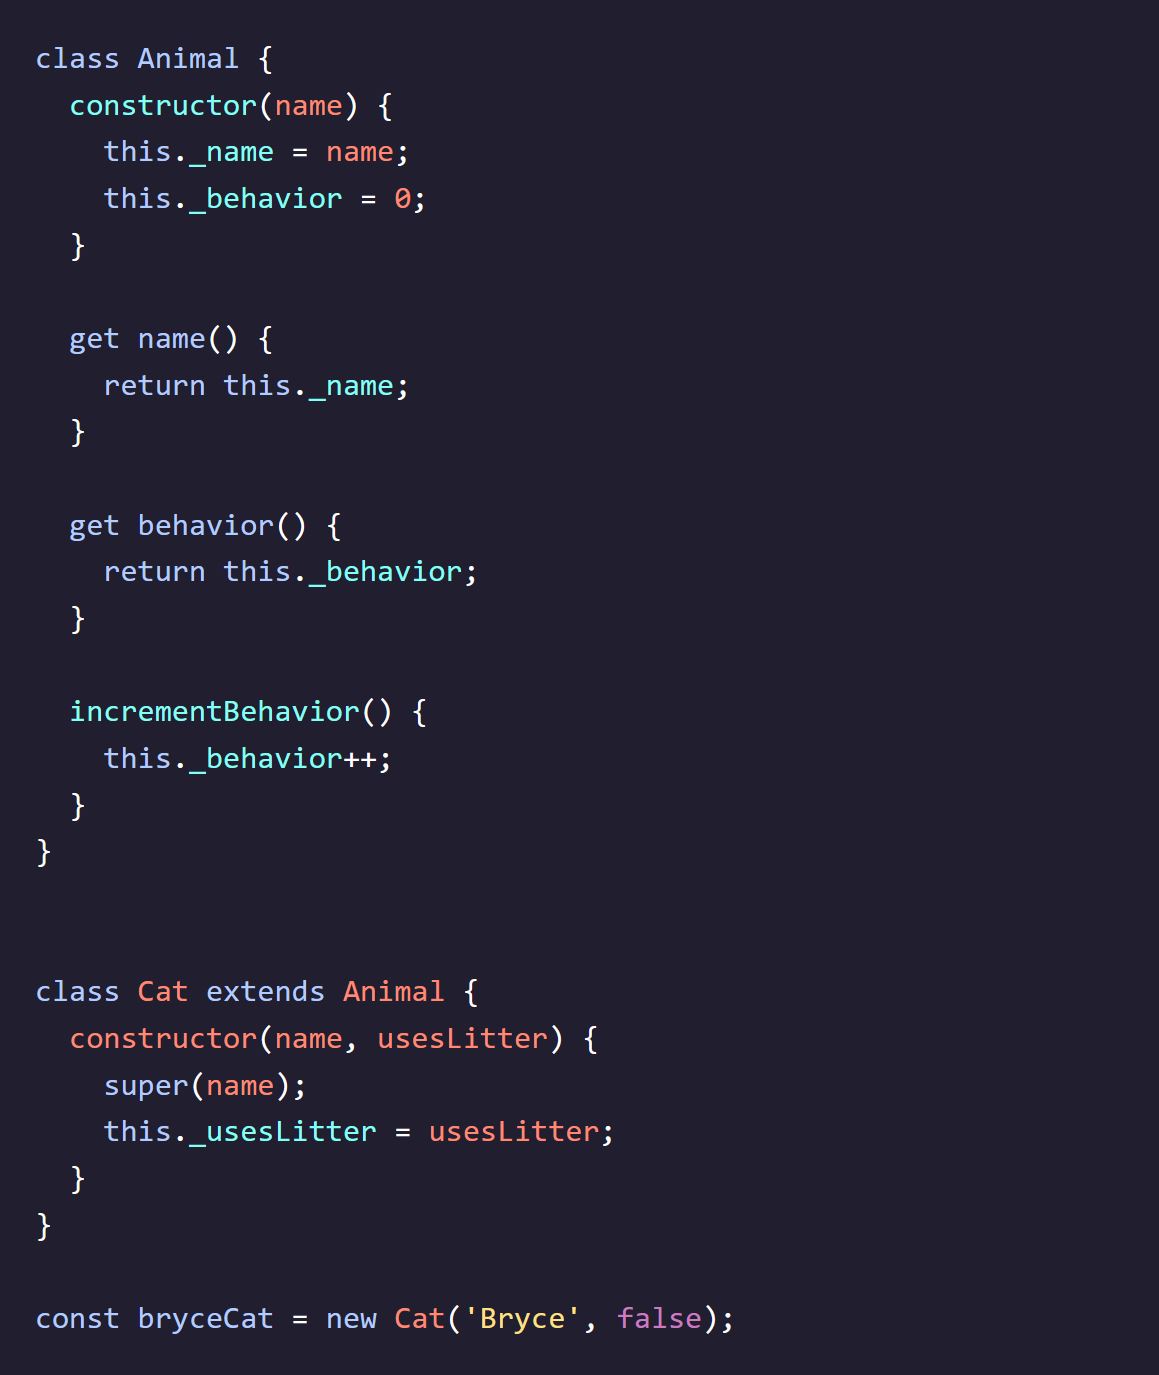 class Animal {
  constructor(name) {
    this._name = name;
    this._behavior = 0;
  }

  get name() {
    return this._name;
  }

  get behavior() {
    return this._behavior;
  }

  incrementBehavior() {
    this._behavior++;
  }
}


class Cat extends Animal {
  constructor(name, usesLitter) {
    super(name);
    this._usesLitter = usesLitter;
  }
}

const bryceCat = new Cat('Bryce', false);